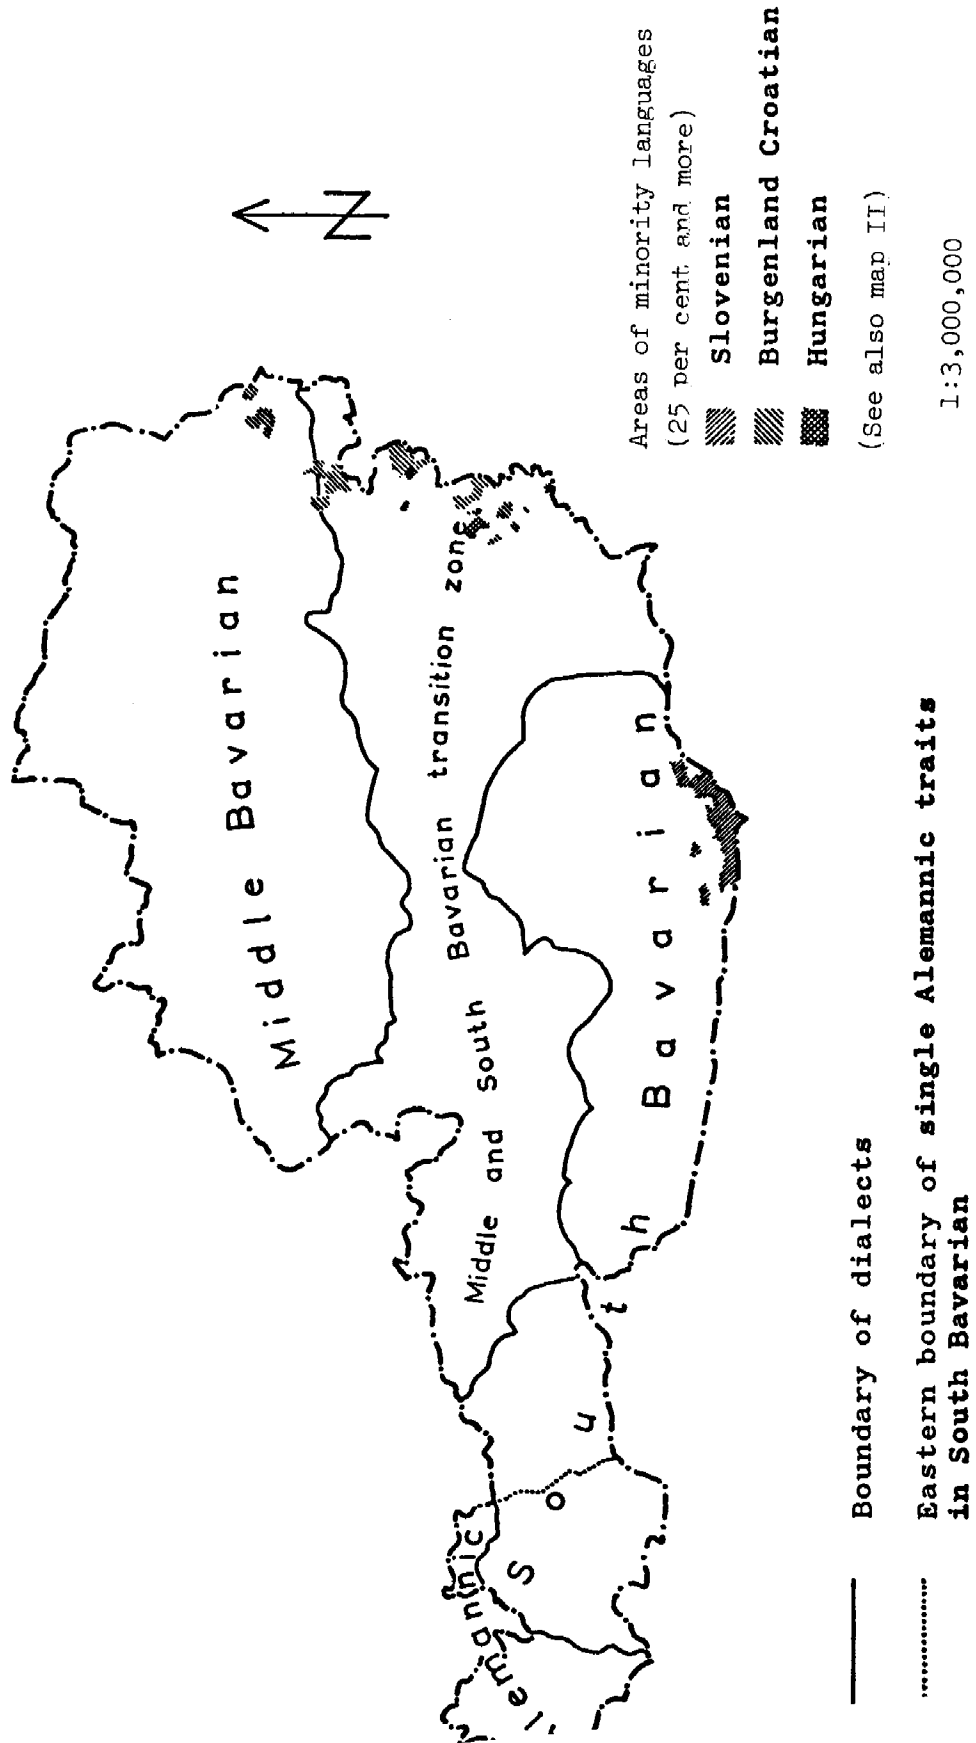 Middle Bavarian
Middle and south Bavarian transition zone
South Bavarian
lemannic
N
Areas of minority languages
(25 per cent and more)
Slovenian
Burgenland Croatian
Hungarian
(See also map II)
1:3,000,000
Boundary of dialects
Eastern boundary of single Alemannic traits
in South Bavarian